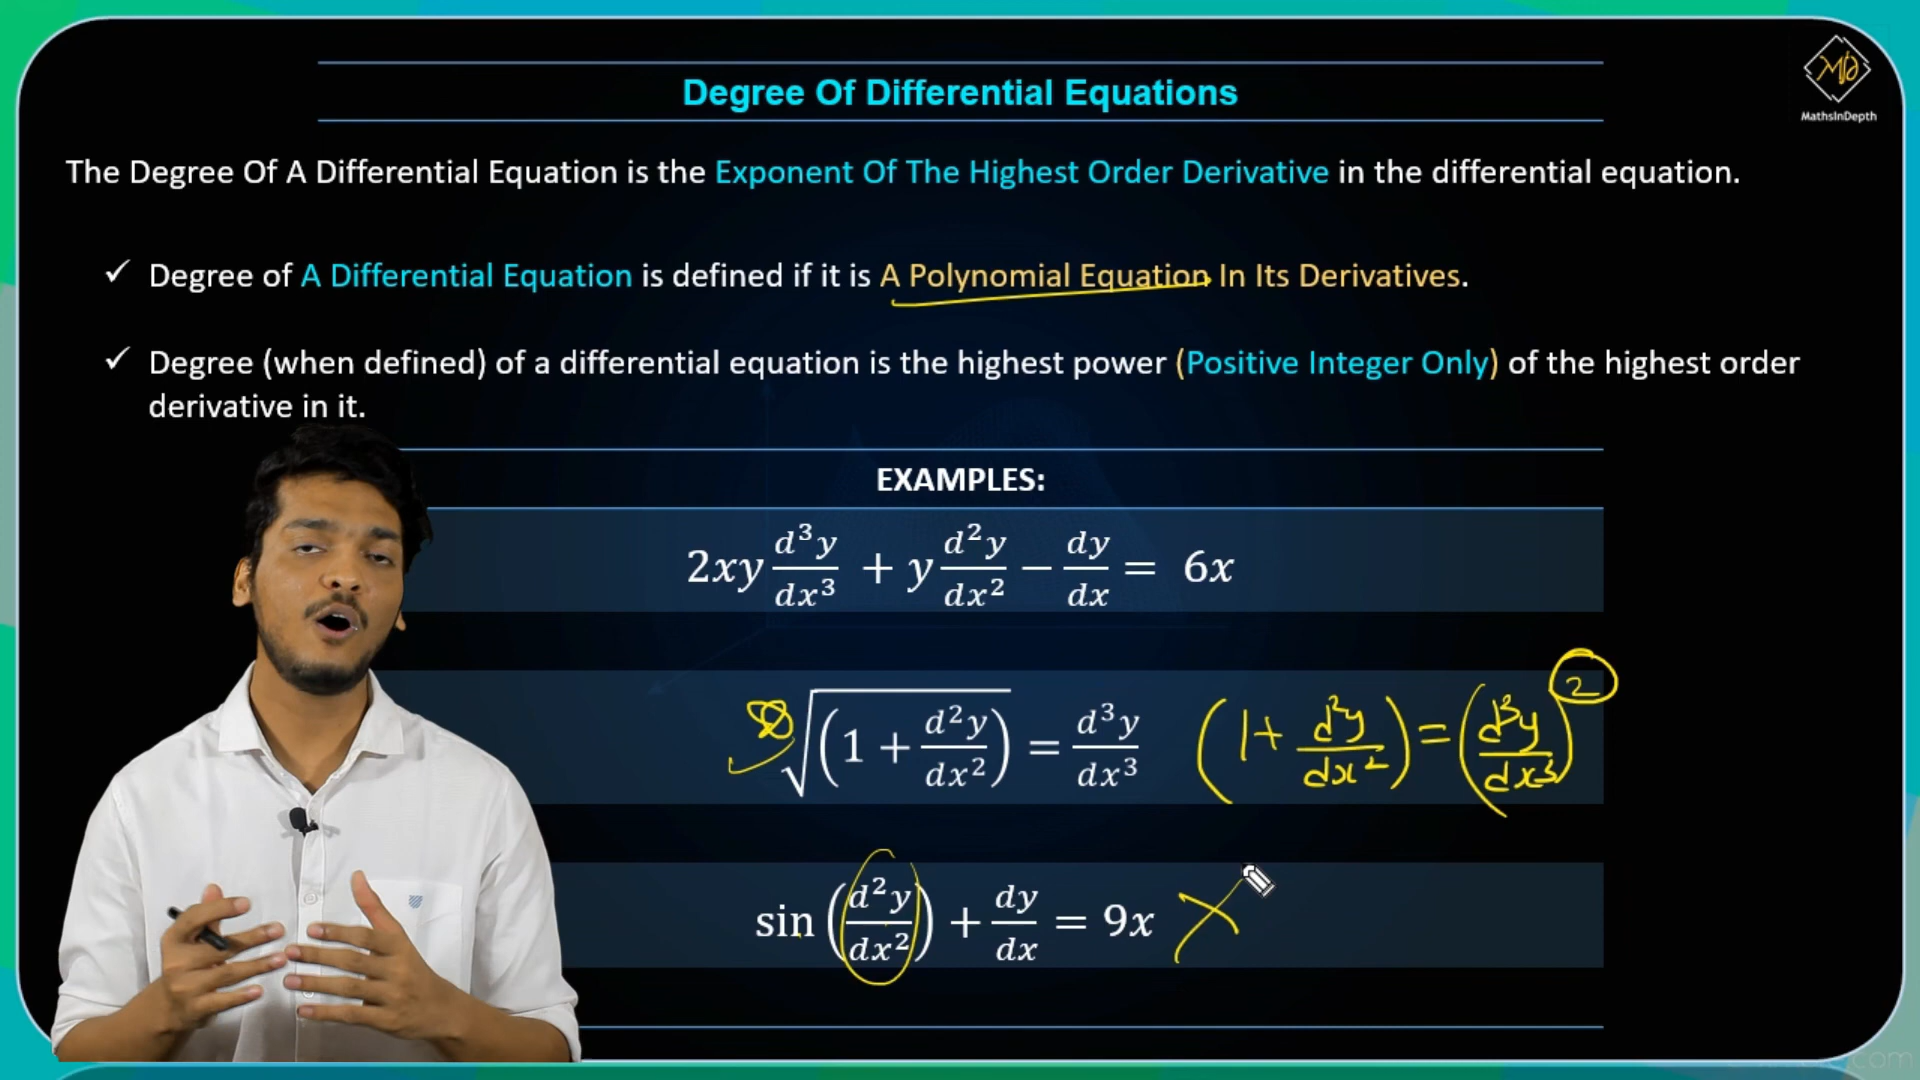 Degree Of Differential Equations
MathsInDepth
The Degree Of A Differential Equation is the Exponent Of The Highest Order Derivative in the differential equation.
✓ Degree of A Differential Equation is defined if it is A Polynomial Equation In Its Derivatives.
✓ Degree (when defined) of a differential equation is the highest power (Positive Integer Only) of the highest order
derivative in it.
EXAMPLES:
2xy d³y/dx³ + y d²y/dx² − dy/dx = 6x
√(1 + d²y/dx²) = d³y/dx³ (1 + d²y/dx²) = (d³y/dx³)²
sin(d²y/dx²) + dy/dx = 9x